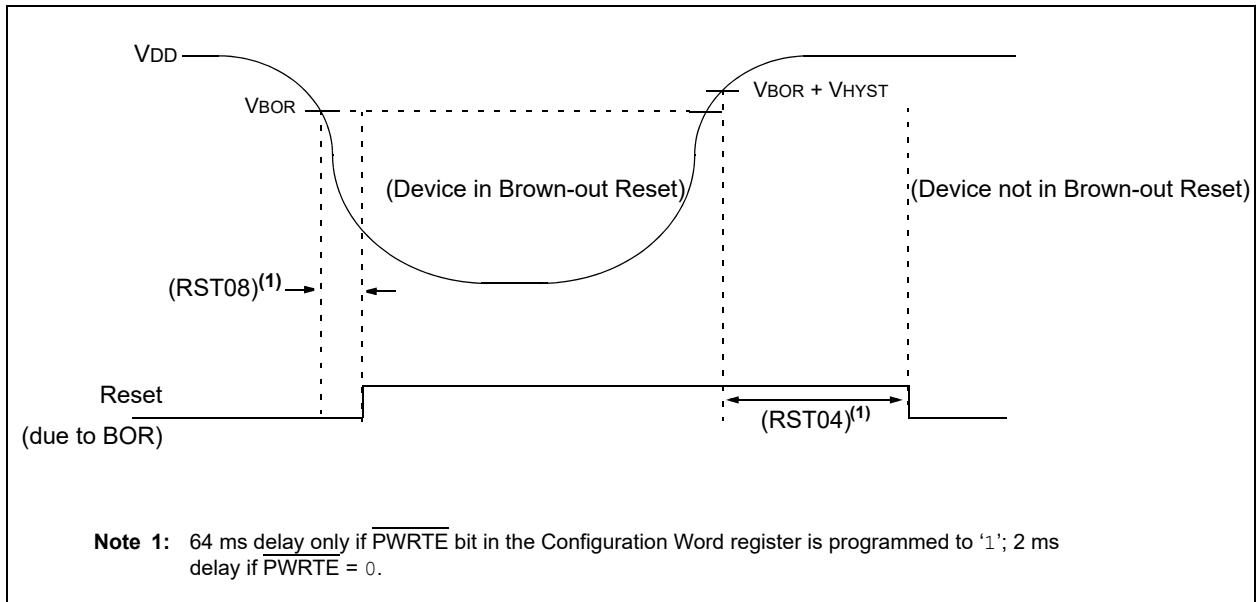 VDD
VBOR
VBOR + VHYST
(Device in Brown-out Reset)
(Device not in Brown-out Reset)
(RST08)(1)
Reset
(due to BOR)
(RST04)(1)
Note 1: 64 ms delay only if PWRTE bit in the Configuration Word register is programmed to ‘1’; 2 ms
delay if PWRTE = 0.